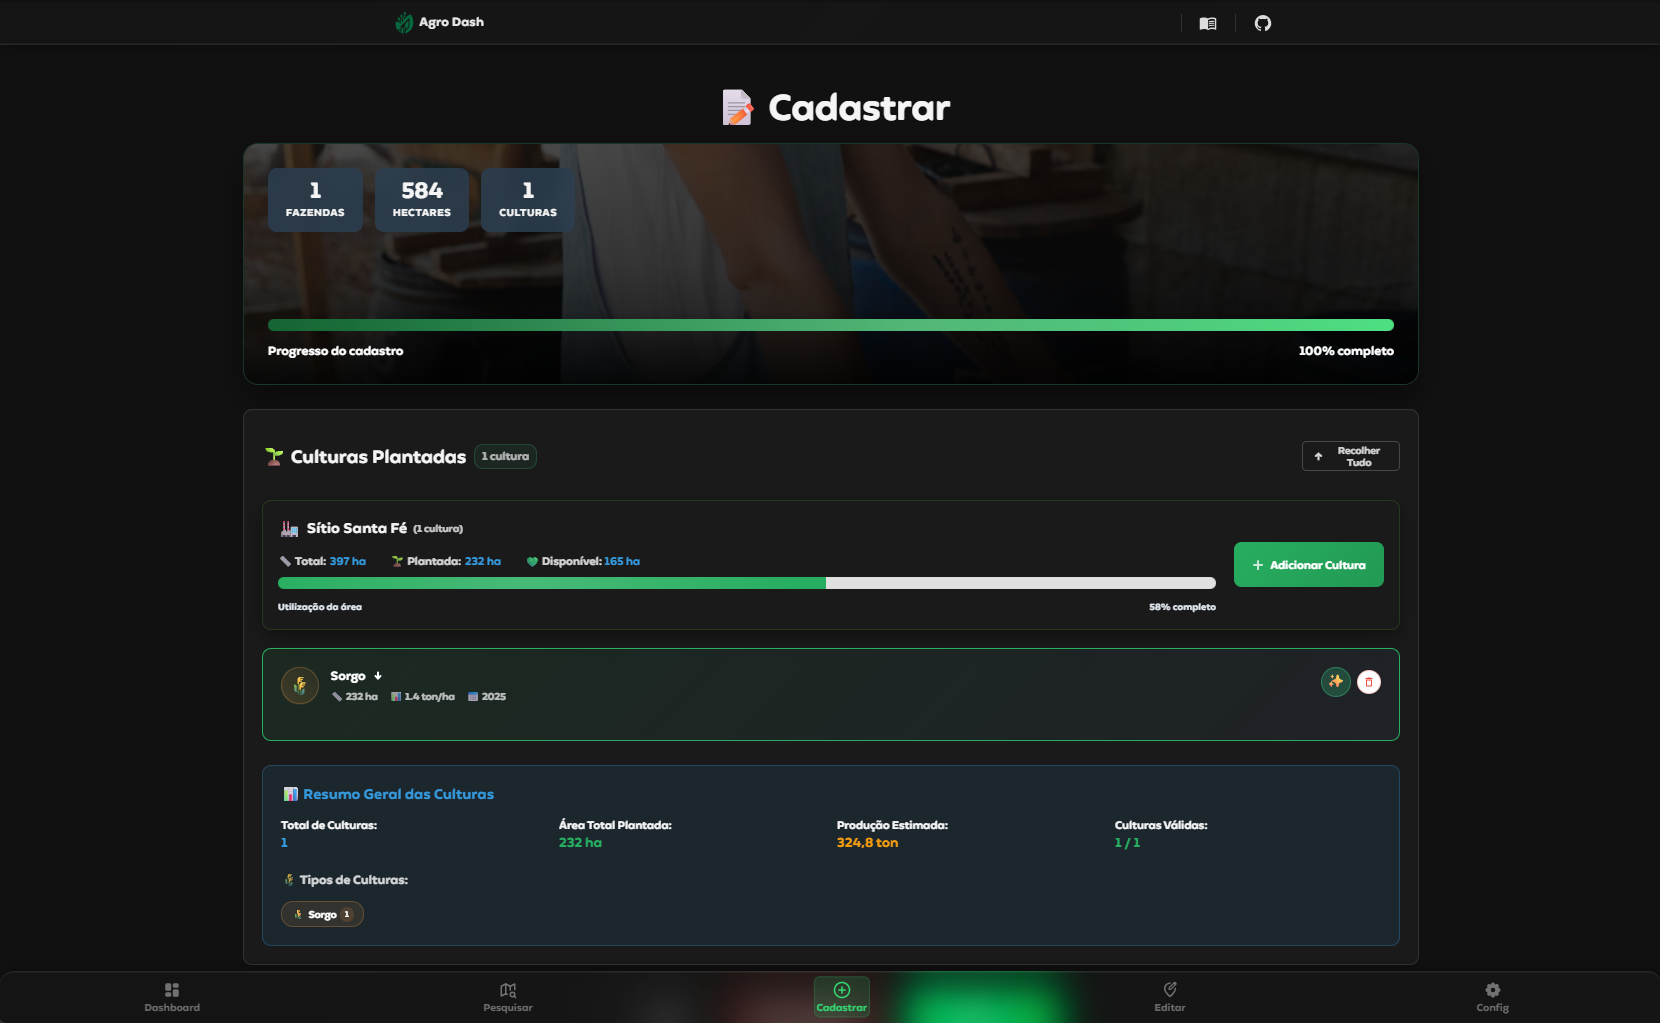 Agro Dash
Cadastrar
1
FAZENDAS
584
HECTARES
1
CULTURAS
Progresso do cadastro
100% completo
Culturas Plantadas
1 cultura
Recolher
Tudo
Sítio Santa Fé (1 cultura)
Total: 397 ha
Plantada: 232 ha
Disponível: 165 ha
Utilização da área
58% completo
+ Adicionar Cultura
Sorgo
232 ha
1.4 ton/ha
2025
Resumo Geral das Culturas
Total de Culturas:
1
Área Total Plantada:
232 ha
Produção Estimada:
324,8 ton
Culturas Válidas:
1 / 1
Tipos de Culturas:
Sorgo 1
Dashboard
Pesquisar
Cadastrar
Editar
Config